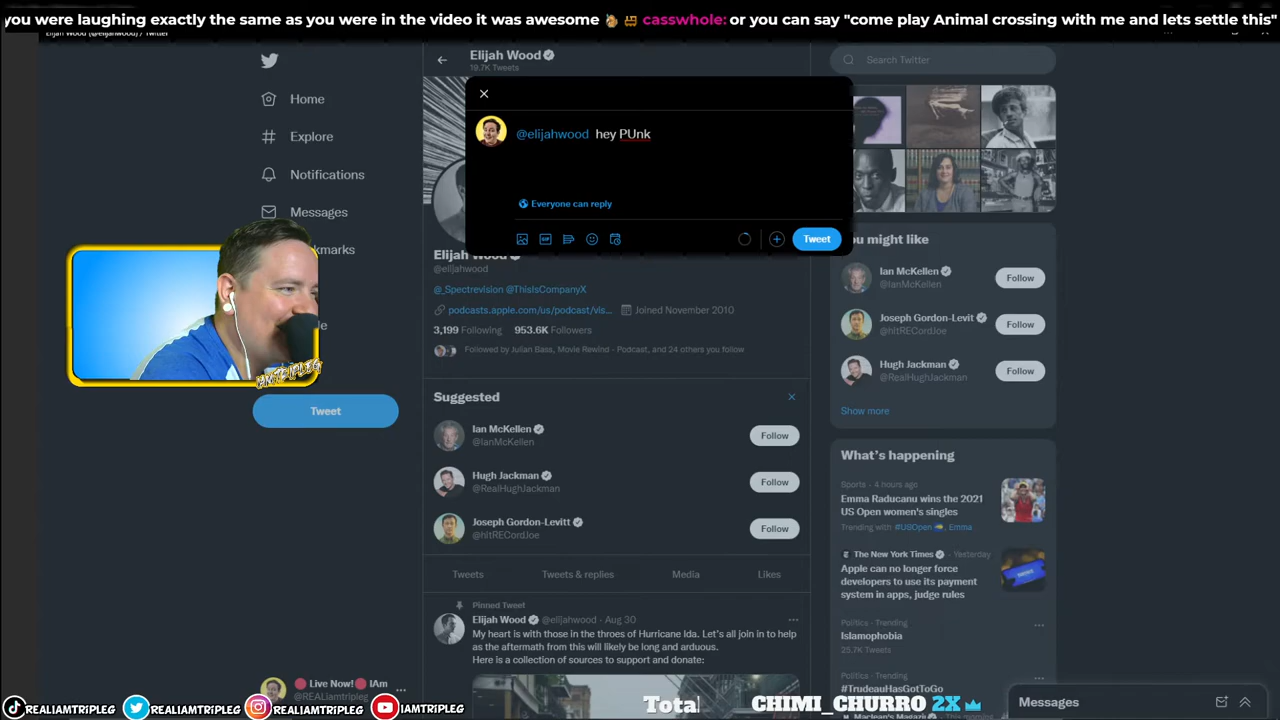 you were laughing exactly the same as you were in the video it was awesome casswhole: or you can say "come play Animal crossing with me and lets settle this"
Elijah Wood (@elijahwood) / Twitter
Elijah Wood
19.7K Tweets
Search Twitter
Home
Explore
Notifications
Messages
kmarks
@elijahwood hey PUnk
Everyone can reply
Tweet
Elijah Wood
@elijahwood
@_Spectrevision @ThisIsCompanyX
podcasts.apple.com/us/podcast/vis... Joined November 2010
3,199 Following 953.6K Followers
Followed by Julian Bass, Movie Rewind - Podcast, and 24 others you follow
IAMTRIPLEG
Tweet
Suggested
Ian McKellen
@IanMcKellen
Follow
Hugh Jackman
@RealHughJackman
Follow
Joseph Gordon-Levitt
@hitRECordJoe
Follow
Tweets Tweets & replies Media Likes
Pinned Tweet
Elijah Wood @elijahwood · Aug 30
My heart is with those in the throes of Hurricane Ida. Let's all join in to help
as the aftermath from this will likely be long and arduous.
Here is a collection of sources to support and donate:
ou might like
Ian McKellen
@IanMcKellen
Follow
Joseph Gordon-Levit
@hitRECordJoe
Follow
Hugh Jackman
@RealHughJackman
Follow
Show more
What's happening
Sports · 4 hours ago
Emma Raducanu wins the 2021
US Open women's singles
Trending with #USOpen , Emma
The New York Times · Yesterday
Apple can no longer force
developers to use its payment
system in apps, judge rules
Politics · Trending
Islamophobia
25.7K Tweets
Politics · Trending
#TrudeauHasGotToGo
Messages
Live Now! IAm
@REALiamtripleg
REALIAMTRIPLEG REALIAMTRIPLEG REALIAMTRIPLEG IAMTRIPLEG
Total CHIMI_CHURRO 2X